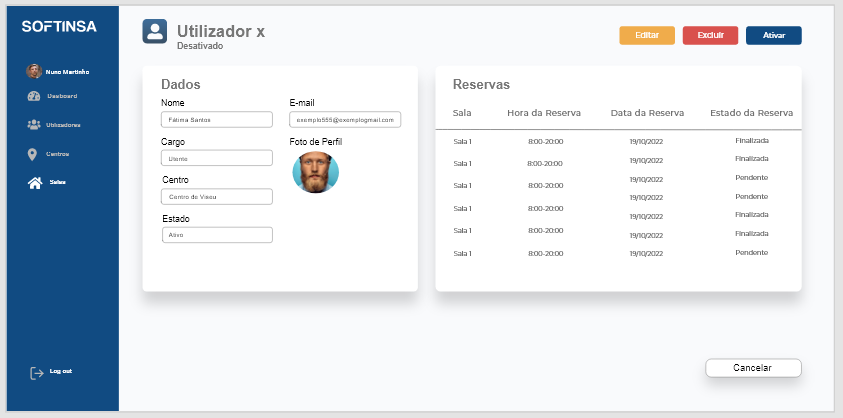 SOFTINSA
Nuno Martinho
Dasboard
Utilizadores
Centros
Salas
Log out
Utilizador x
Desativado
Editar
Excluir
Ativar
Dados
Nome
Fátima Santos
E-mail
exemplo555@exemplogmail.com
Cargo
Utente
Foto de Perfil
Centro
Centro de Viseu
Estado
Ativo
Reservas
Sala Hora da Reserva Data da Reserva Estado da Reserva
Sala 1 8:00-20:00 19/10/2022 Finalizada
Sala 1 8:00-20:00 19/10/2022 Finalizada
Sala 1 8:00-20:00 19/10/2022 Pendente
Sala 1 8:00-20:00 19/10/2022 Pendente
Sala 1 8:00-20:00 19/10/2022 Finalizada
Sala 1 8:00-20:00 19/10/2022 Finalizada
19/10/2022 Pendente
Cancelar